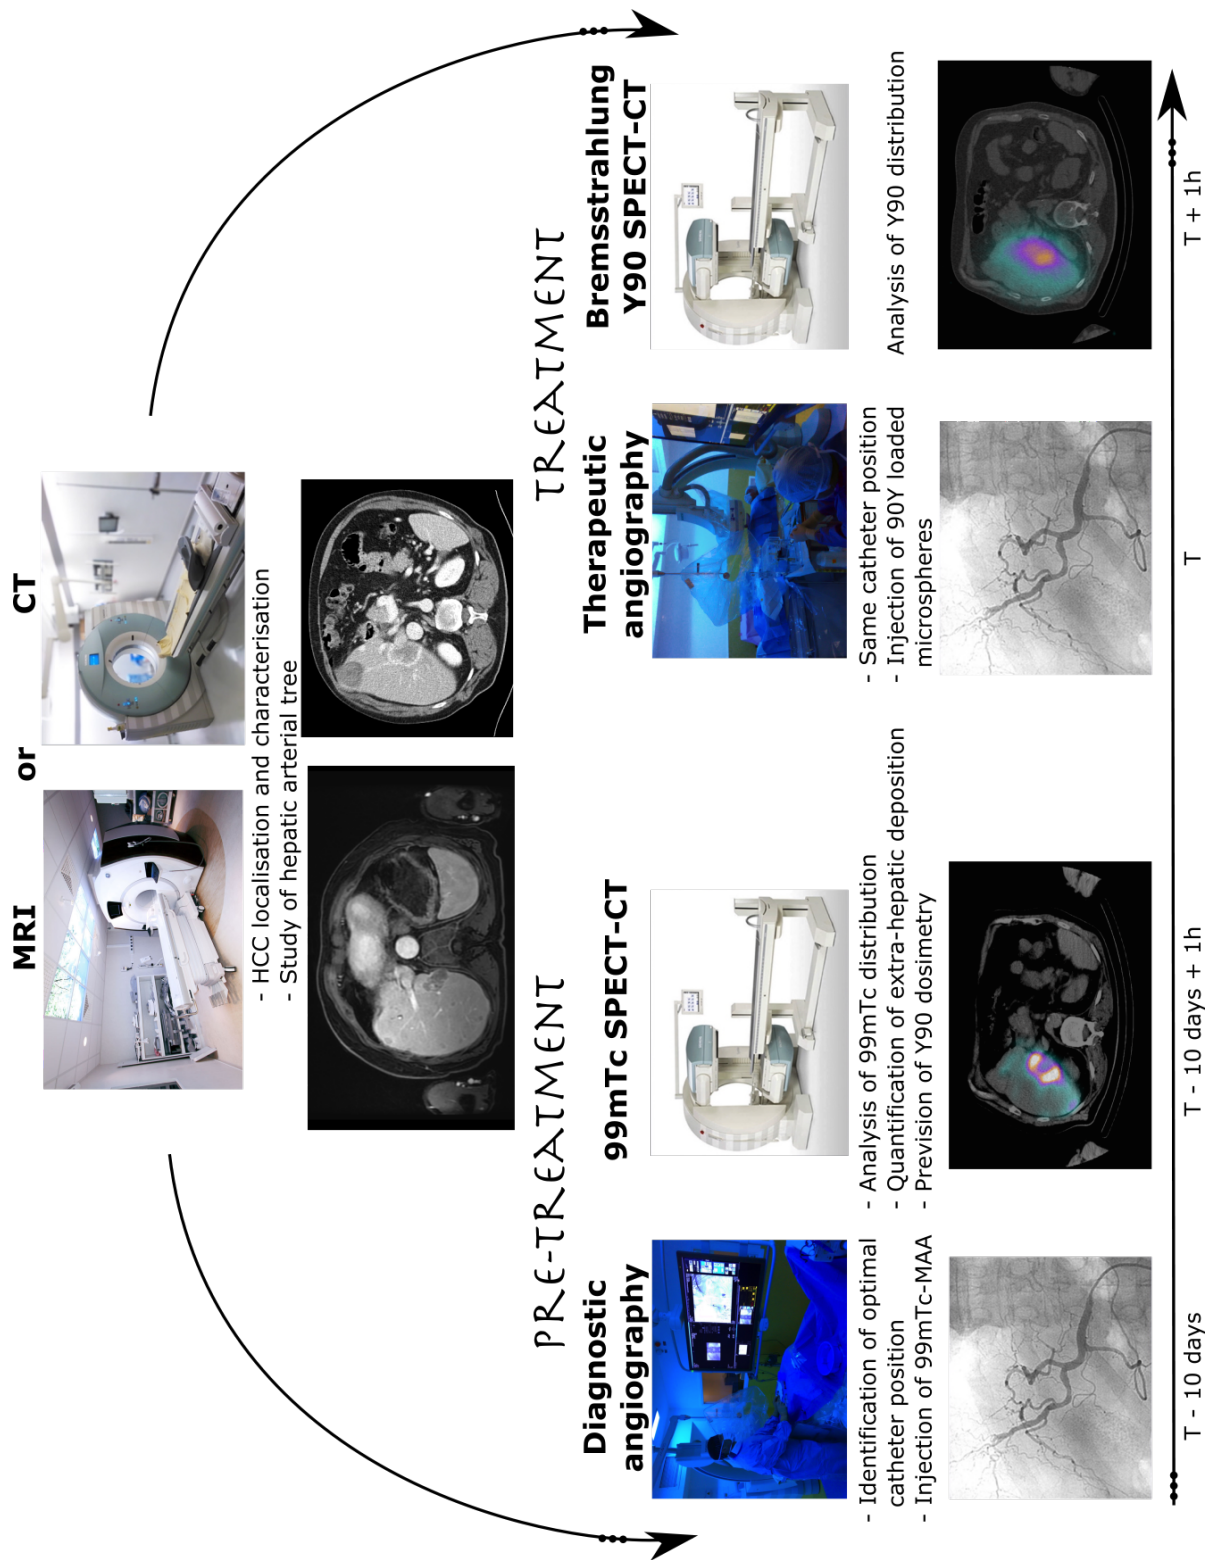 MRI or CT
- HCC localisation and characterisation
- Study of hepatic arterial tree
PRE-TREATMENT
TREATMENT
Diagnostic
angiography
- Identification of optimal
catheter position
- Injection of 99mTc-MAA
99mTc SPECT-CT
- Analysis of 99mTc distribution
- Quantification of extra-hepatic deposition
- Prevision of Y90 dosimetry
Therapeutic
angiography
- Same catheter position
- Injection of 90Y loaded
microspheres
Bremsstrahlung
Y90 SPECT-CT
Analysis of Y90 distribution
T - 10 days
T - 10 days + 1h
T
T + 1h